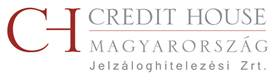 CH CREDIT HOUSE
MAGYARORSZÁG
Jelzáloghitelezési Zrt.